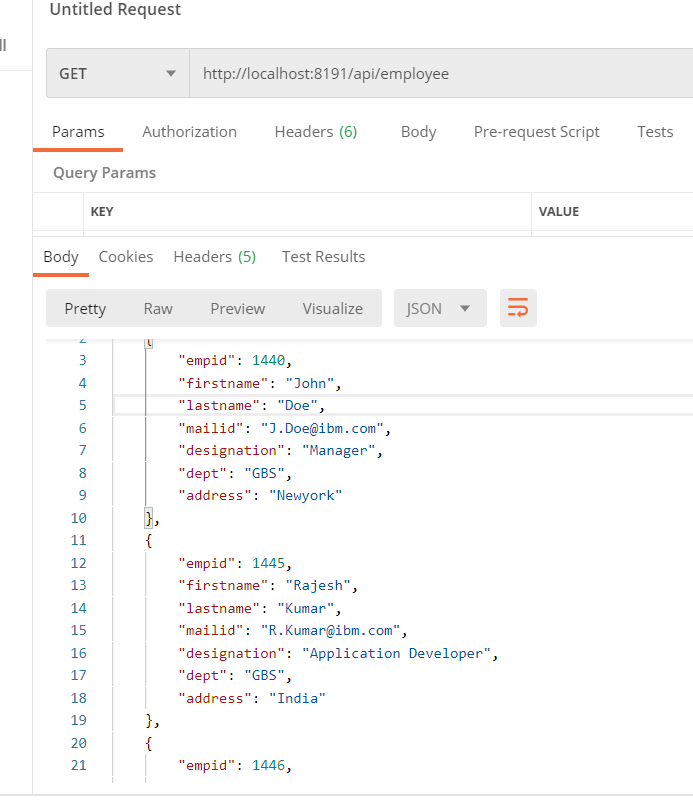 Untitled Request
ll
GET
http://localhost:8191/api/employee
Params Authorization Headers (6) Body Pre-request Script Tests
Query Params
KEY VALUE
Body Cookies Headers (5) Test Results
Pretty Raw Preview Visualize JSON
2 {
3 "empid": 1440,
4 "firstname": "John",
5 "lastname": "Doe",
6 "mailid": "J.Doe@ibm.com",
7 "designation": "Manager",
8 "dept": "GBS",
9 "address": "Newyork"
10 },
11 {
12 "empid": 1445,
13 "firstname": "Rajesh",
14 "lastname": "Kumar",
15 "mailid": "R.Kumar@ibm.com",
16 "designation": "Application Developer",
17 "dept": "GBS",
18 "address": "India"
19 },
20 {
21 "empid": 1446,